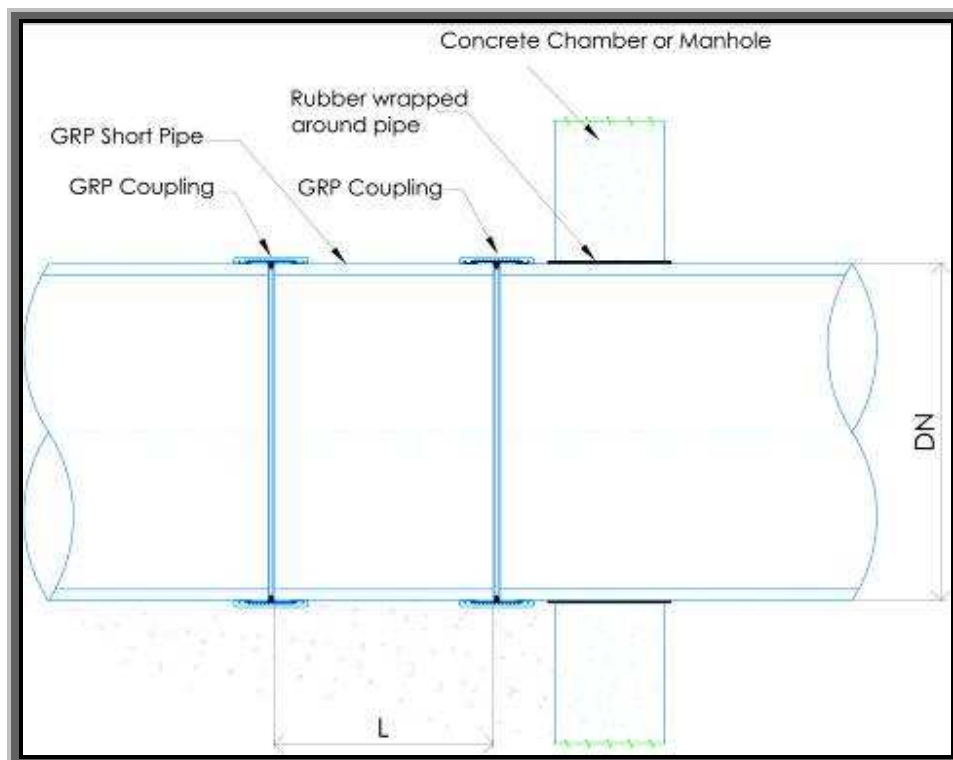 Concrete Chamber or Manhole
Rubber wrapped
around pipe
GRP Short Pipe
GRP Coupling
GRP Coupling
DN
L